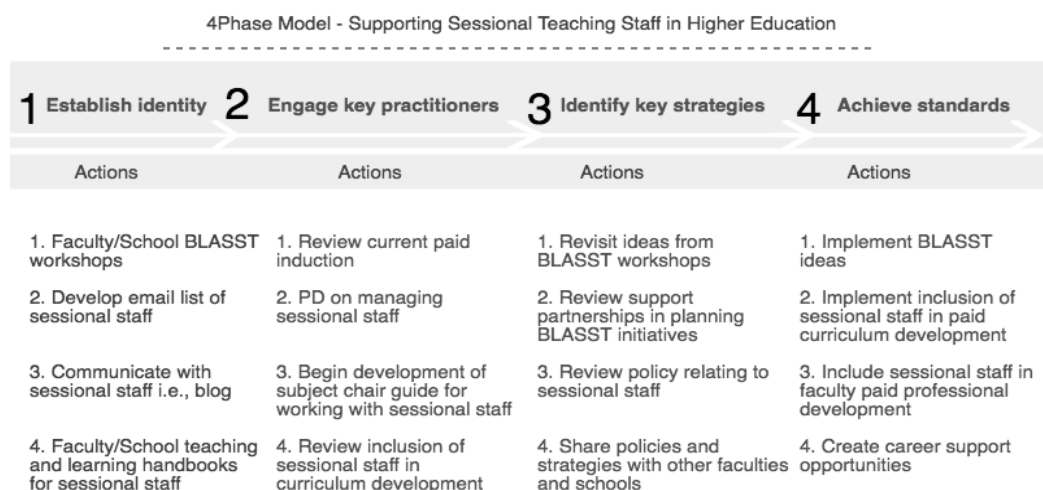 4Phase Model - Supporting Sessional Teaching Staff in Higher Education
1 Establish identity
2 Engage key practitioners
3 Identify key strategies
4 Achieve standards
Actions
Actions
Actions
Actions
1. Faculty/School BLASST
workshops
2. Develop email list of
sessional staff
3. Communicate with
sessional staff i.e., blog
4. Faculty/School teaching
and learning handbooks
for sessional staff
1. Review current paid
induction
2. PD on managing
sessional staff
3. Begin development of
subject chair guide for
working with sessional staff
4. Review inclusion of
sessional staff in
curriculum development
1. Revisit ideas from
BLASST workshops
2. Review support
partnerships in planning
BLASST initiatives
3. Review policy relating to
sessional staff
4. Share policies and
strategies with other faculties
and schools
1. Implement BLASST
ideas
2. Implement inclusion of
sessional staff in paid
curriculum development
3. Include sessional staff in
faculty paid professional
development
4. Create career support
opportunities